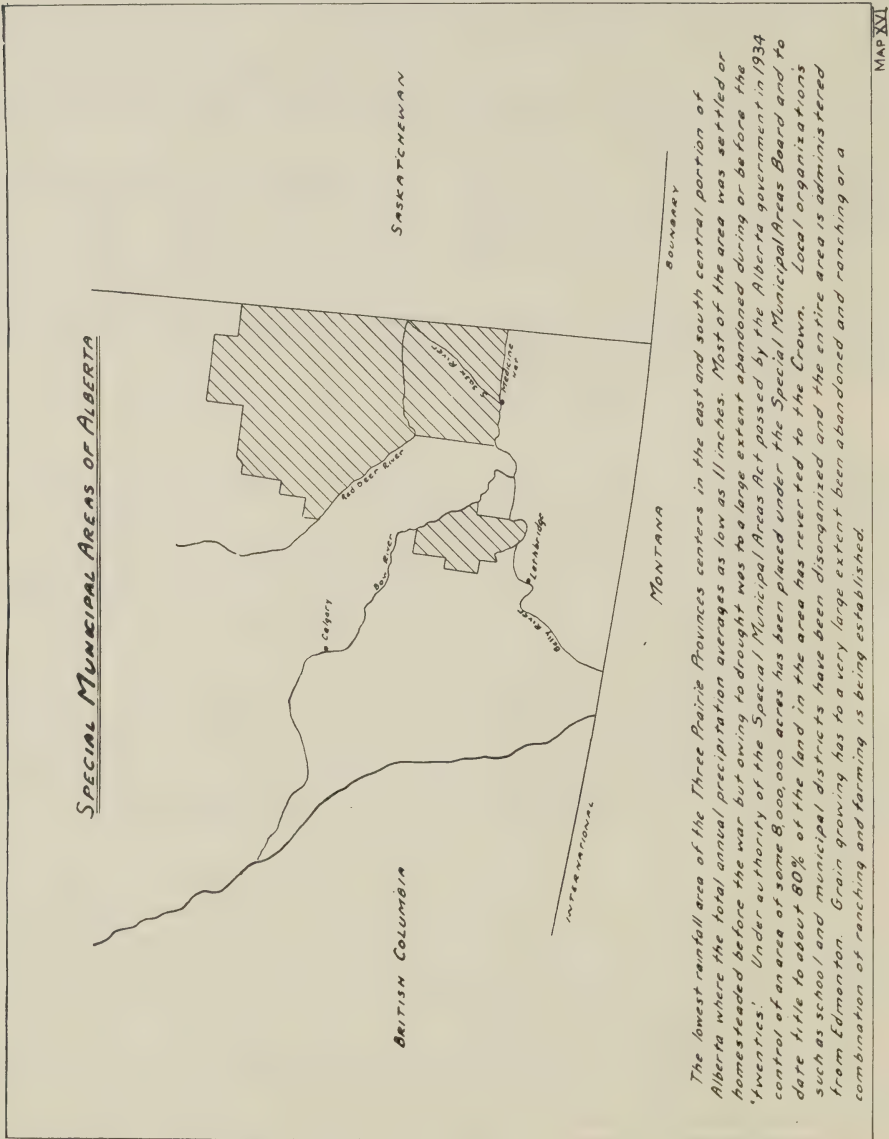 MAP XVI
SPECIAL MUNICIPAL AREAS OF ALBERTA
SASKATCHEWAN
BRITISH COLUMBIA
Calgary
Bow River
Red Deer River
Sask River
Medicine
Hat
Lethbridge
Belly River
MONTANA
INTERNATIONAL
BOUNDARY
The lowest rainfall area of the Three Prairie Provinces centers in the east and south central portion of
Alberta where the total annual precipitation averages as low as 11 inches. Most of the area was settled or
homesteaded before the war but owing to drought was to a large extent abandoned during or before the
'twenties'. Under authority of the Special Municipal Areas Act passed by the Alberta government in 1934
control of an area of some 8,000,000 acres has been placed under the Special Municipal Areas Board and to
date title to about 80% of the land in the area has reverted to the Crown. Local organizations
such as school and municipal districts have been disorganized and the entire area is administered
from Edmonton. Grain growing has to a very large extent been abandoned and ranching or a
combination of ranching and farming is being established.